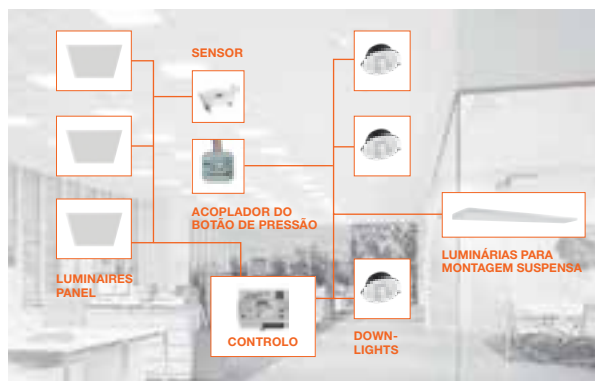 SENSOR
ACOPLADOR DO
BOTÃO DE PRESSÃO
LUMINAIRES
PANEL
CONTROLO
DOWN-
LIGHTS
LUMINÁRIAS PARA
MONTAGEM SUSPENSA